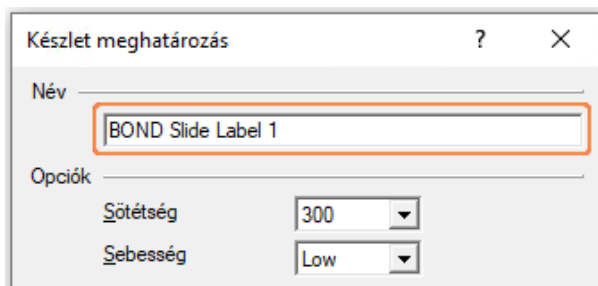 Készlet meghatározás ?
Név
BOND Slide Label 1
Opciók
Sötétség 300
Sebesség Low